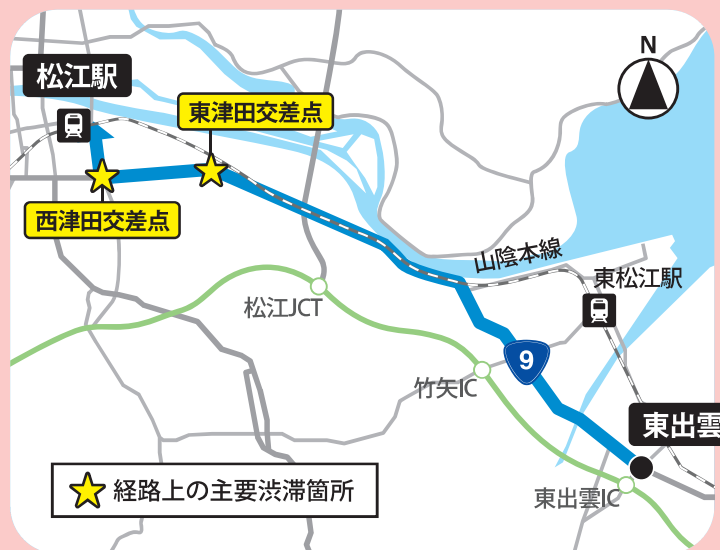 N
松江駅
東津田交差点
西津田交差点
山陰本線
東松江駅
松江JCT
9
竹矢IC
東出雲
経路上の主要渋滞箇所
東出雲IC